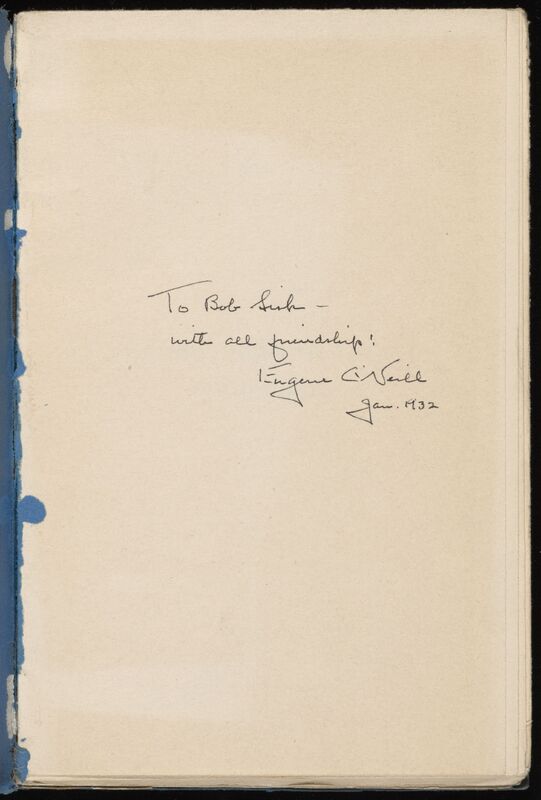 To Bob Sisk –
with all friendship!
Eugene O'Neill
Jan. 1932